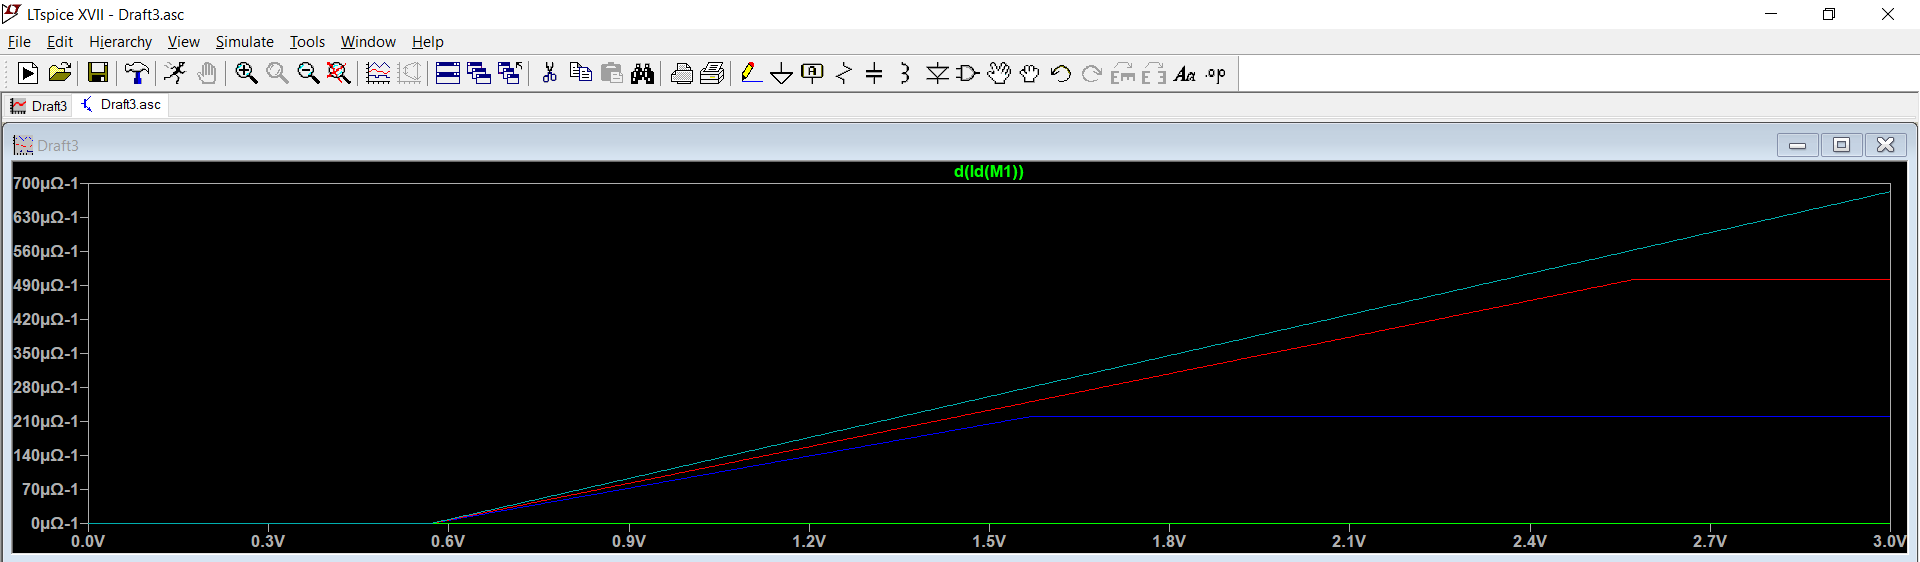 LTspice XVII - Draft3.asc
File Edit Hierarchy View Simulate Tools Window Help
A Aa .op
Draft3 Draft3.asc
Draft3
d(Id(M1))
700µΩ-1
630µΩ-1
560µΩ-1
490µΩ-1
420µΩ-1
350µΩ-1
280µΩ-1
210µΩ-1
140µΩ-1
70µΩ-1
0µΩ-1
0.0V 0.3V 0.6V 0.9V 1.2V 1.5V 1.8V 2.1V 2.4V 2.7V 3.0V